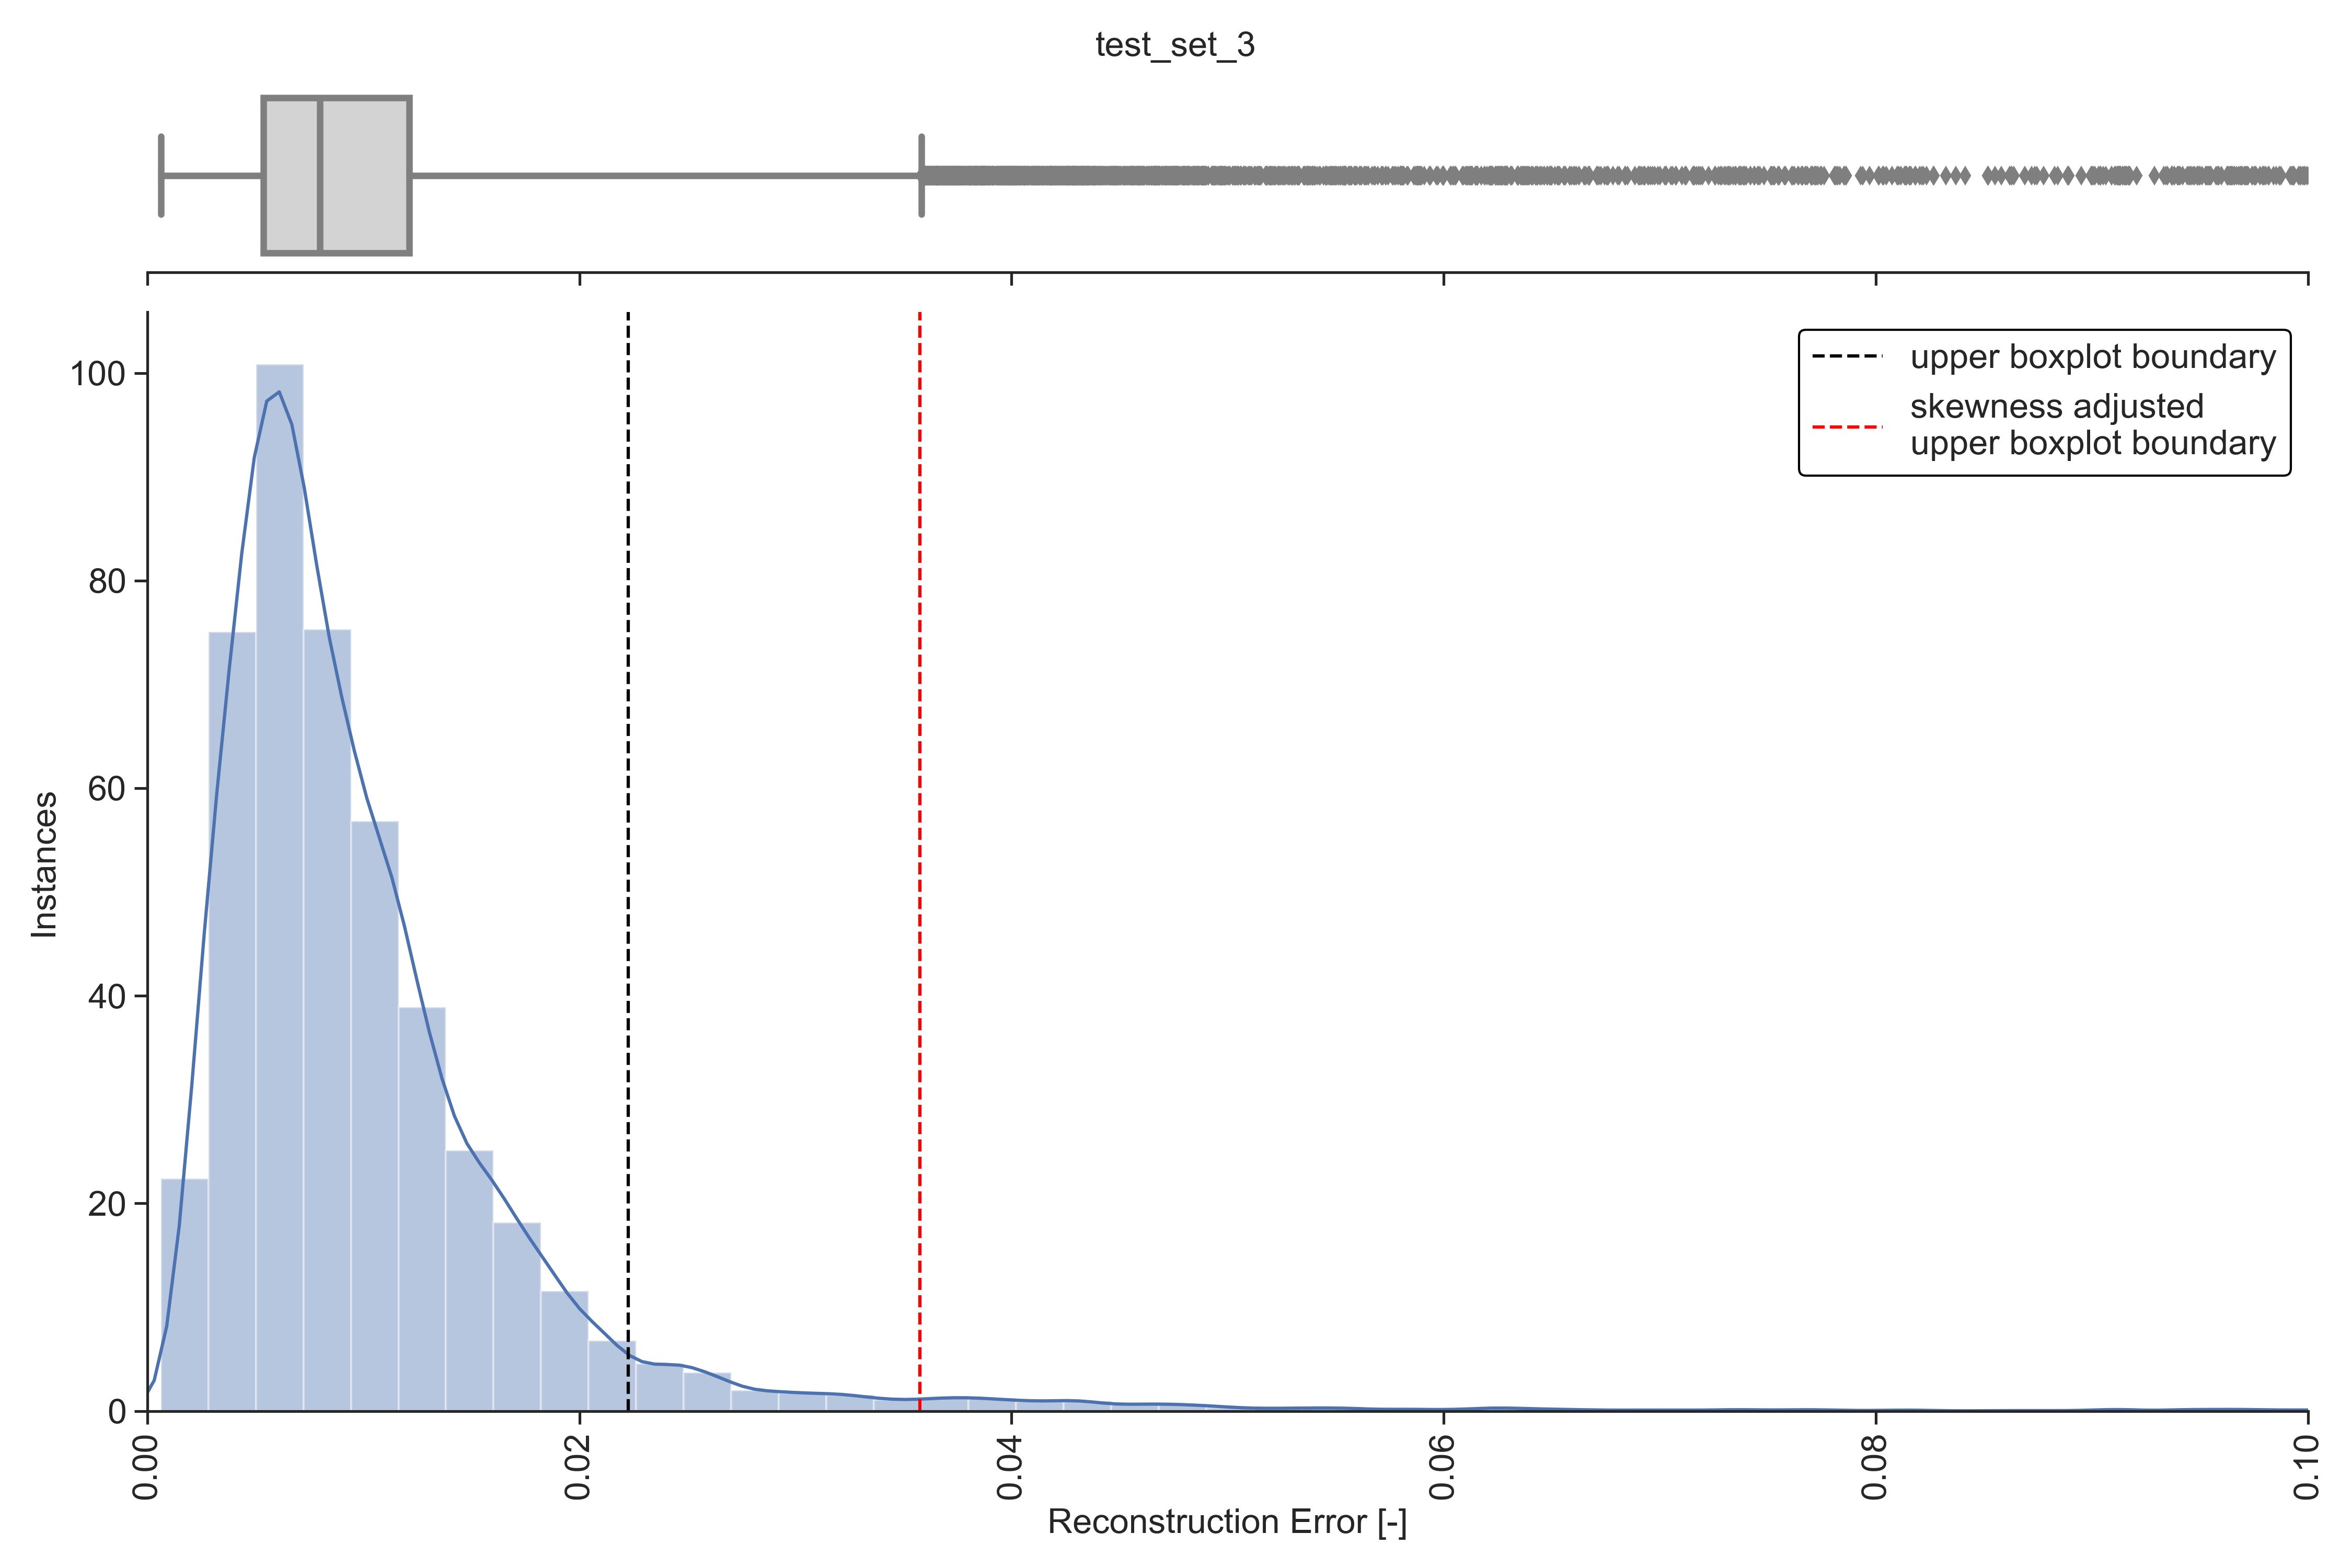 test_set_3
upper boxplot boundary
skewness adjusted
upper boxplot boundary
100
80
60
40
20
0
Instances
0.00
0.02
0.04
0.06
0.08
0.10
Reconstruction Error [-]